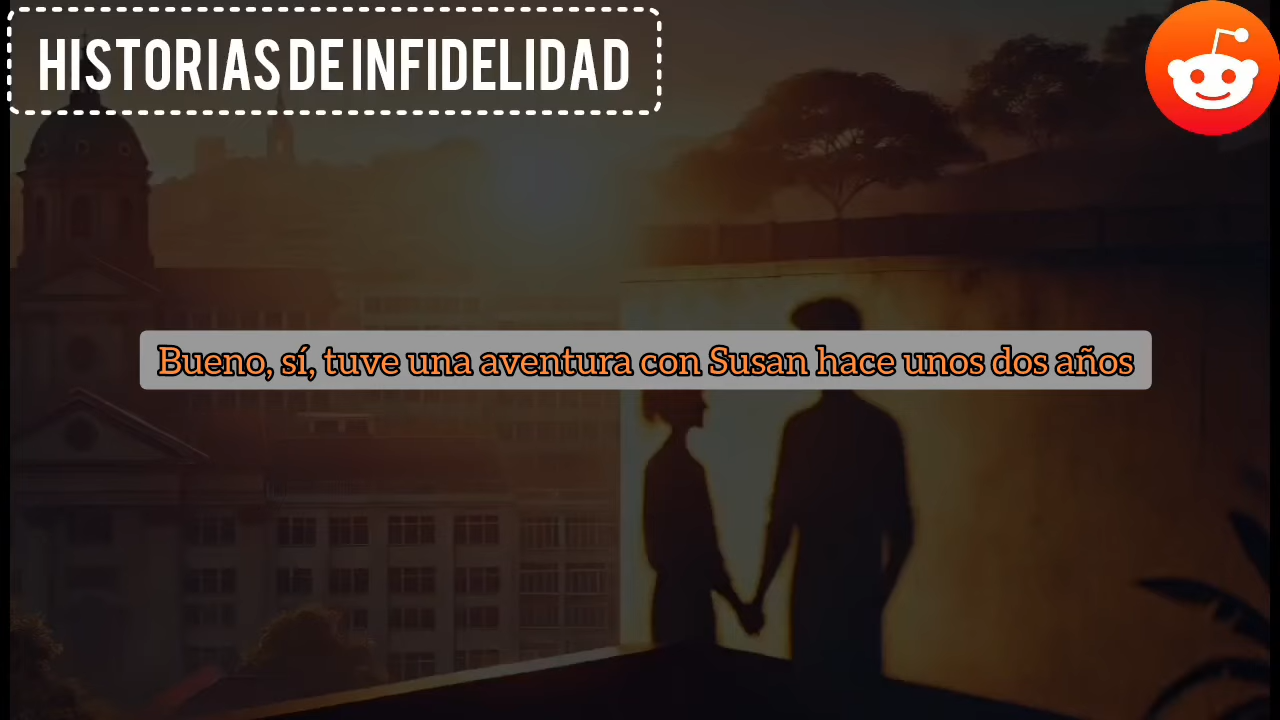 HISTORIAS DE INFIDELIDAD
Bueno, sí, tuve una aventura con Susan hace unos dos años